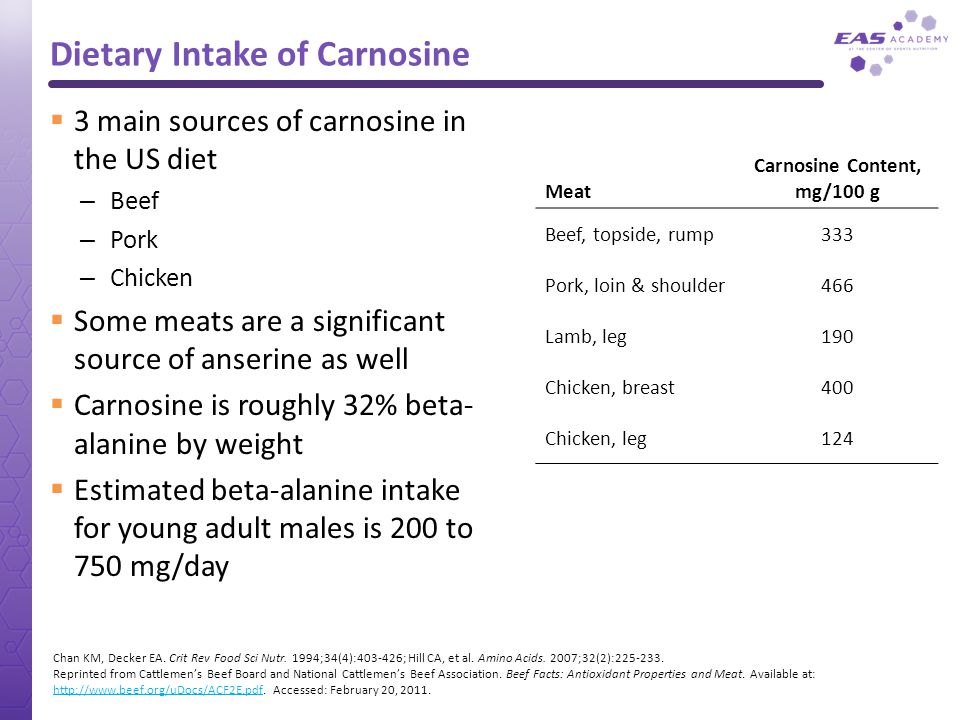 Dietary Intake of Carnosine
EAS ACADEMY
AT THE CENTER OF SPORTS NUTRITION
▪ 3 main sources of carnosine in
the US diet
– Beef
– Pork
– Chicken
▪ Some meats are a significant
source of anserine as well
▪ Carnosine is roughly 32% beta-
alanine by weight
▪ Estimated beta-alanine intake
for young adult males is 200 to
750 mg/day
Carnosine Content,
Meat mg/100 g
Beef, topside, rump 333
Pork, loin & shoulder 466
Lamb, leg 190
Chicken, breast 400
Chicken, leg 124
Chan KM, Decker EA. Crit Rev Food Sci Nutr. 1994;34(4):403-426; Hill CA, et al. Amino Acids. 2007;32(2):225-233.
Reprinted from Cattlemen’s Beef Board and National Cattlemen’s Beef Association. Beef Facts: Antioxidant Properties and Meat. Available at:
http://www.beef.org/uDocs/ACF2E.pdf. Accessed: February 20, 2011.